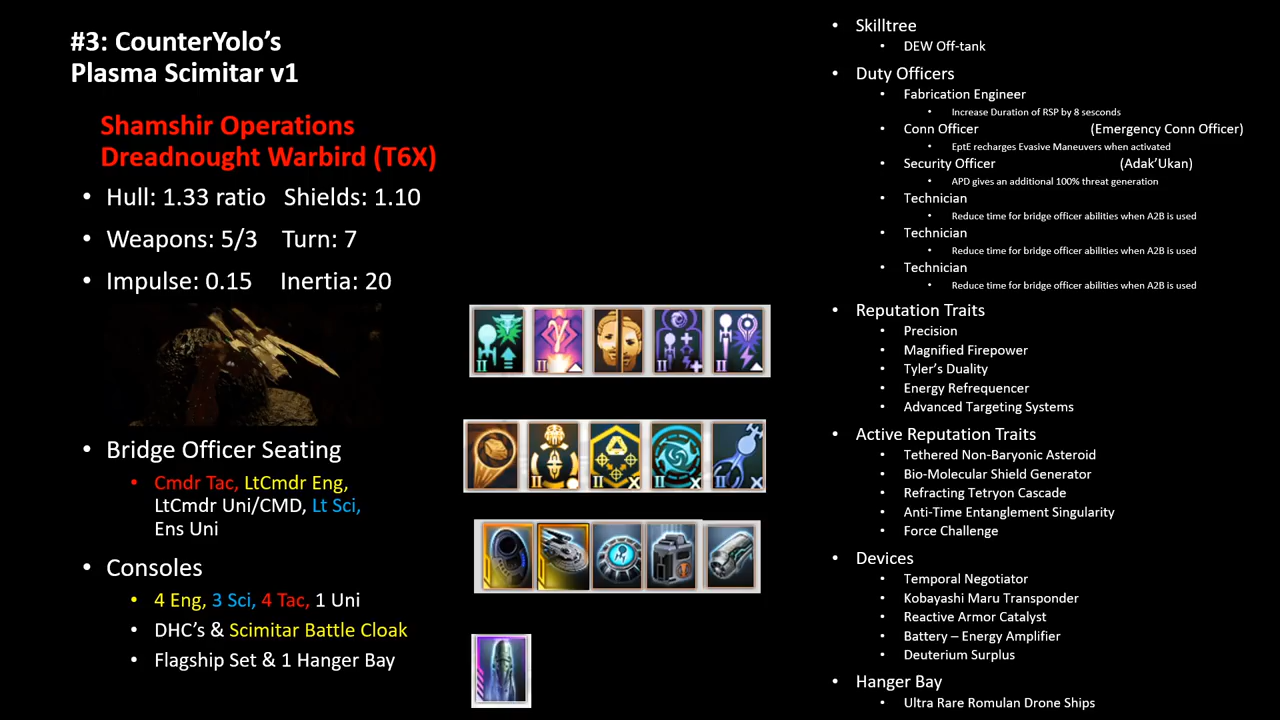 #3: CounterYolo's
Plasma Scimitar v1
Shamshir Operations
Dreadnought Warbird (T6X)
• Hull: 1.33 ratio Shields: 1.10
• Weapons: 5/3 Turn: 7
• Impulse: 0.15 Inertia: 20
• Bridge Officer Seating
• Cmdr Tac, LtCmdr Eng,
LtCmdr Uni/CMD, Lt Sci,
Ens Uni
• Consoles
• 4 Eng, 3 Sci, 4 Tac, 1 Uni
• DHC's & Scimitar Battle Cloak
• Flagship Set & 1 Hanger Bay
II II II II
II II II II
• Skilltree
• DEW Off-tank
• Duty Officers
• Fabrication Engineer
• Increase Duration of RSP by 8 sesconds
• Conn Officer (Emergency Conn Officer)
• EptE recharges Evasive Maneuvers when activated
• Security Officer (Adak'Ukan)
• APD gives an additional 100% threat generation
• Technician
• Reduce time for bridge officer abilities when A2B is used
• Technician
• Reduce time for bridge officer abilities when A2B is used
• Technician
• Reduce time for bridge officer abilities when A2B is used
• Reputation Traits
• Precision
• Magnified Firepower
• Tyler's Duality
• Energy Refrequencer
• Advanced Targeting Systems
• Active Reputation Traits
• Tethered Non-Baryonic Asteroid
• Bio-Molecular Shield Generator
• Refracting Tetryon Cascade
• Anti-Time Entanglement Singularity
• Force Challenge
• Devices
• Temporal Negotiator
• Kobayashi Maru Transponder
• Reactive Armor Catalyst
• Battery – Energy Amplifier
• Deuterium Surplus
• Hanger Bay
• Ultra Rare Romulan Drone Ships